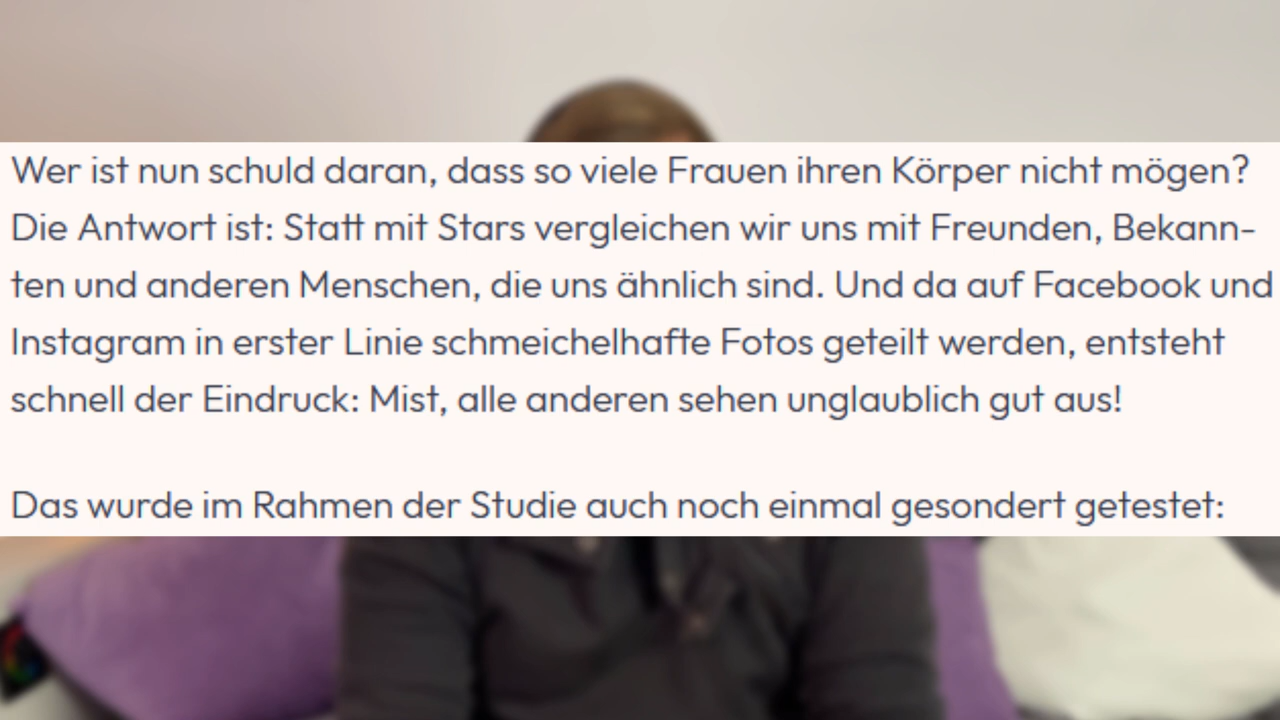 Wer ist nun schuld daran, dass so viele Frauen ihren Körper nicht mögen?
Die Antwort ist: Statt mit Stars vergleichen wir uns mit Freunden, Bekann-
ten und anderen Menschen, die uns ähnlich sind. Und da auf Facebook und
Instagram in erster Linie schmeichelhafte Fotos geteilt werden, entsteht
schnell der Eindruck: Mist, alle anderen sehen unglaublich gut aus!
Das wurde im Rahmen der Studie auch noch einmal gesondert getestet: